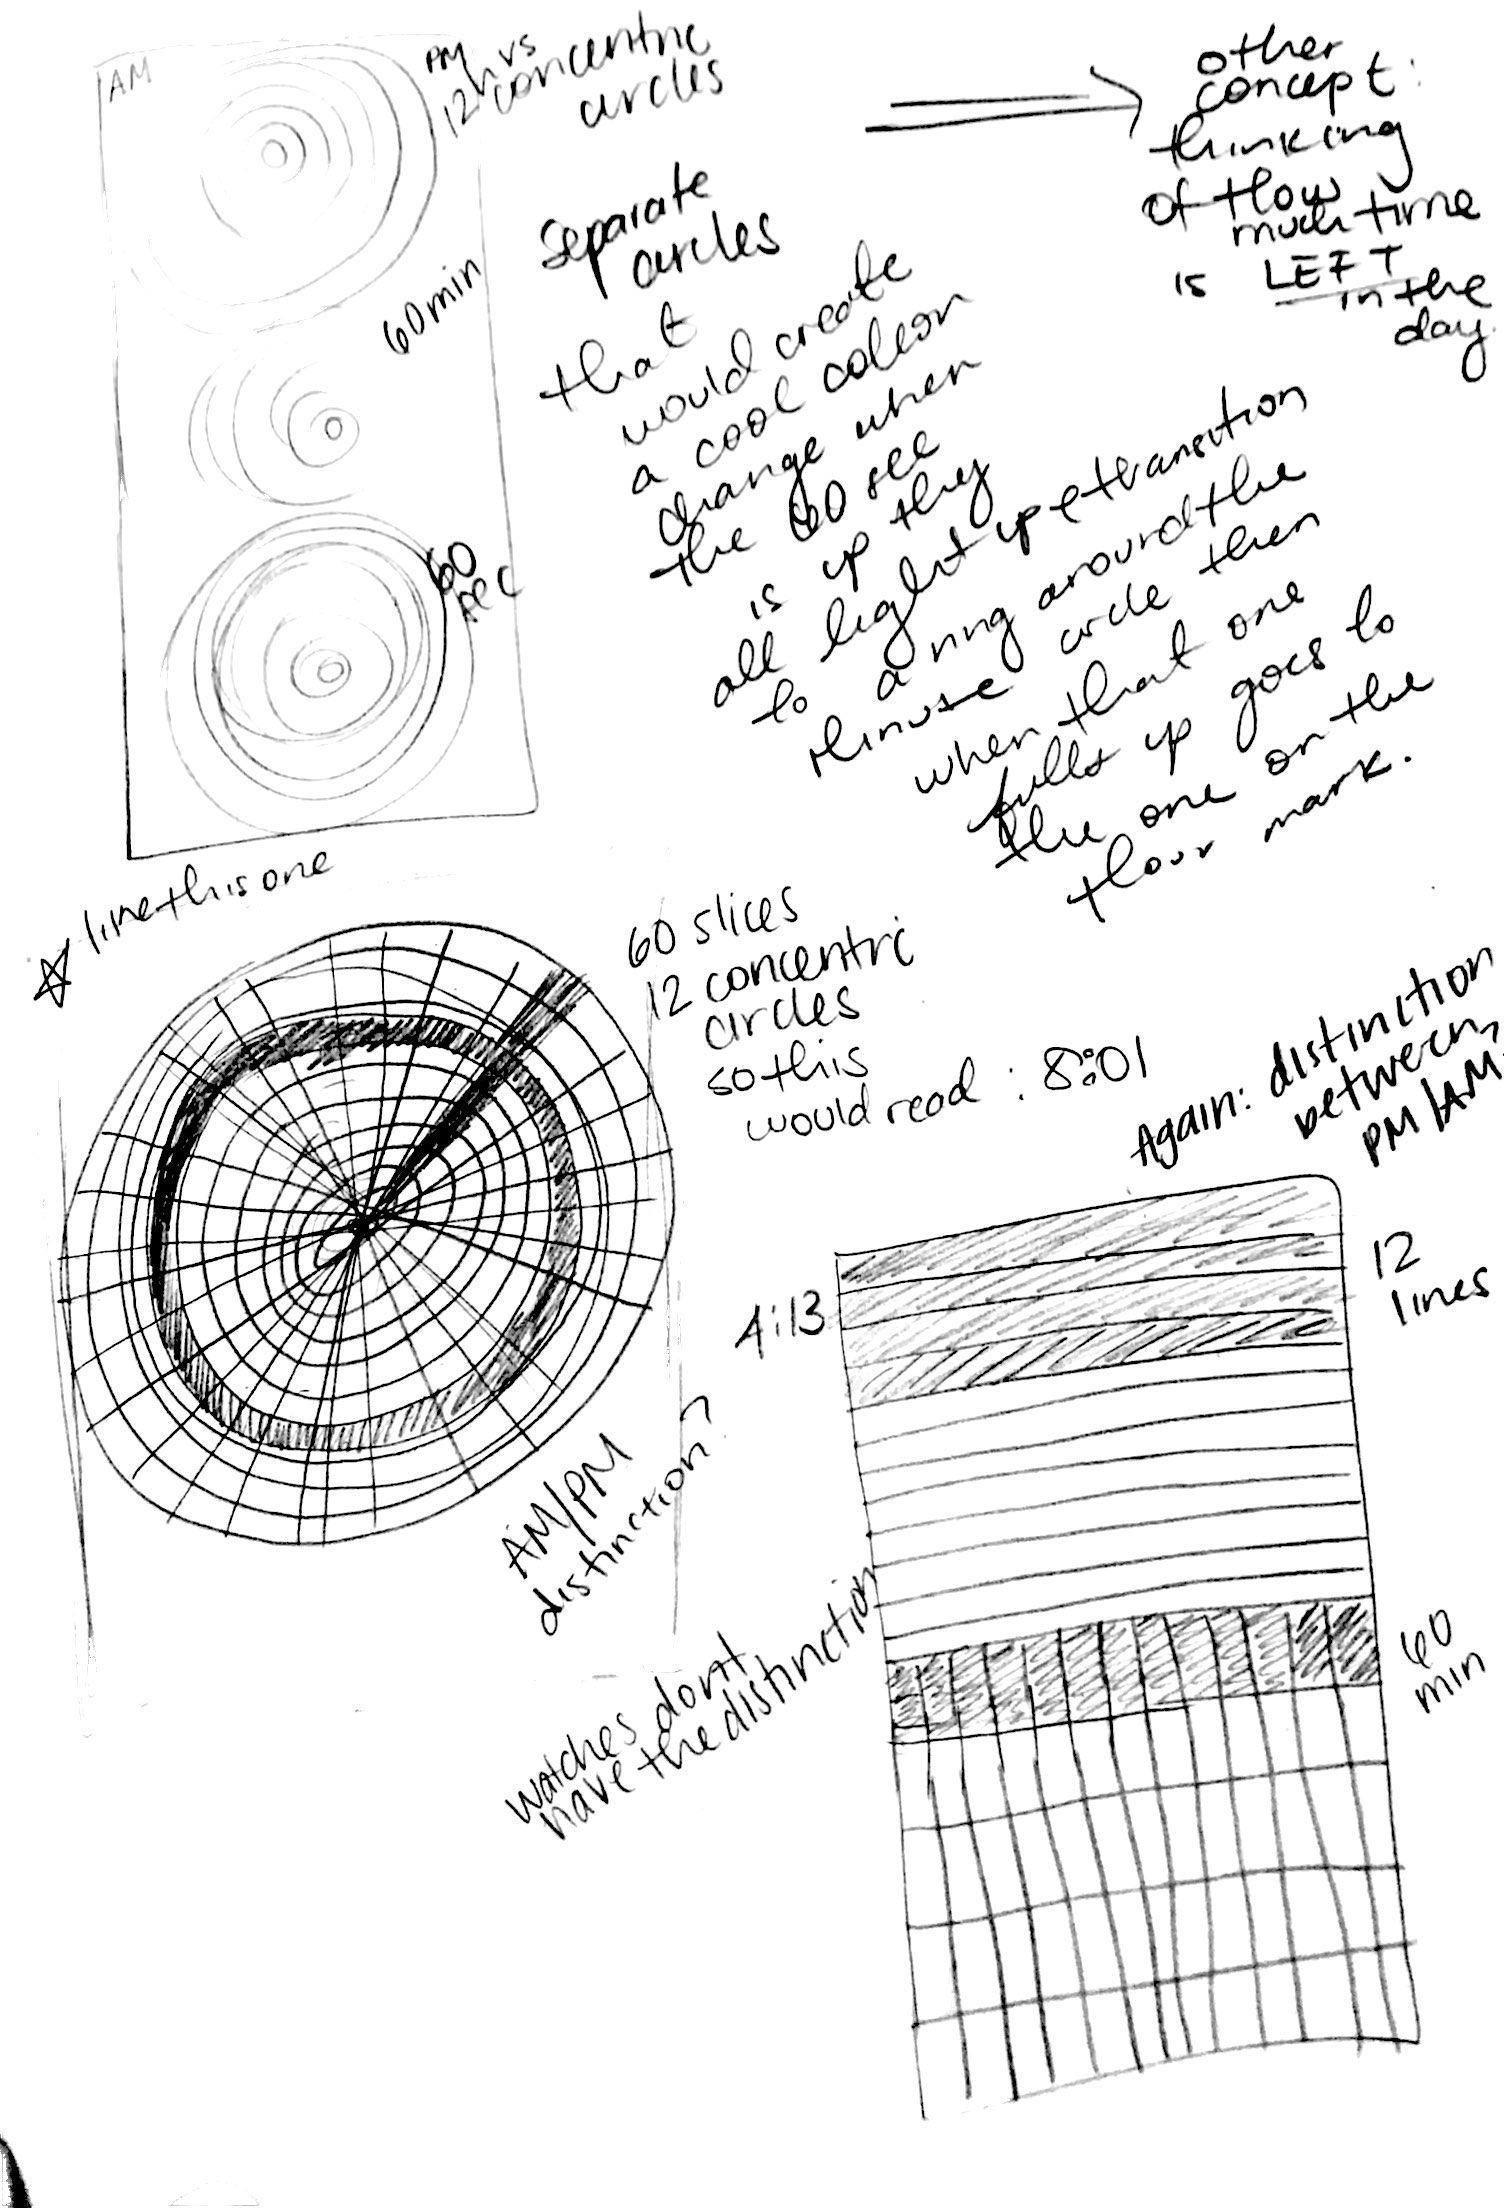 AM
PM vs
12h concentric
circles
60 min
60
sec
Separate
circles
that
would create
a cool color
change when
the 60 sec
is up they
all light up & transition
to a ring around the
Minute circle then
when that one
fulls up goes to
the one on the
Hour mark.
other
concept:
thinking
of How
much time
is LEFT
in the
day.
like this one
60 slices
12 concentric
circles
so this
would read: 8:01
AM/PM
distinction?
Again: distinction
between
PM/AM
4:13
12
lines
watches dont
have the distinction
60
min